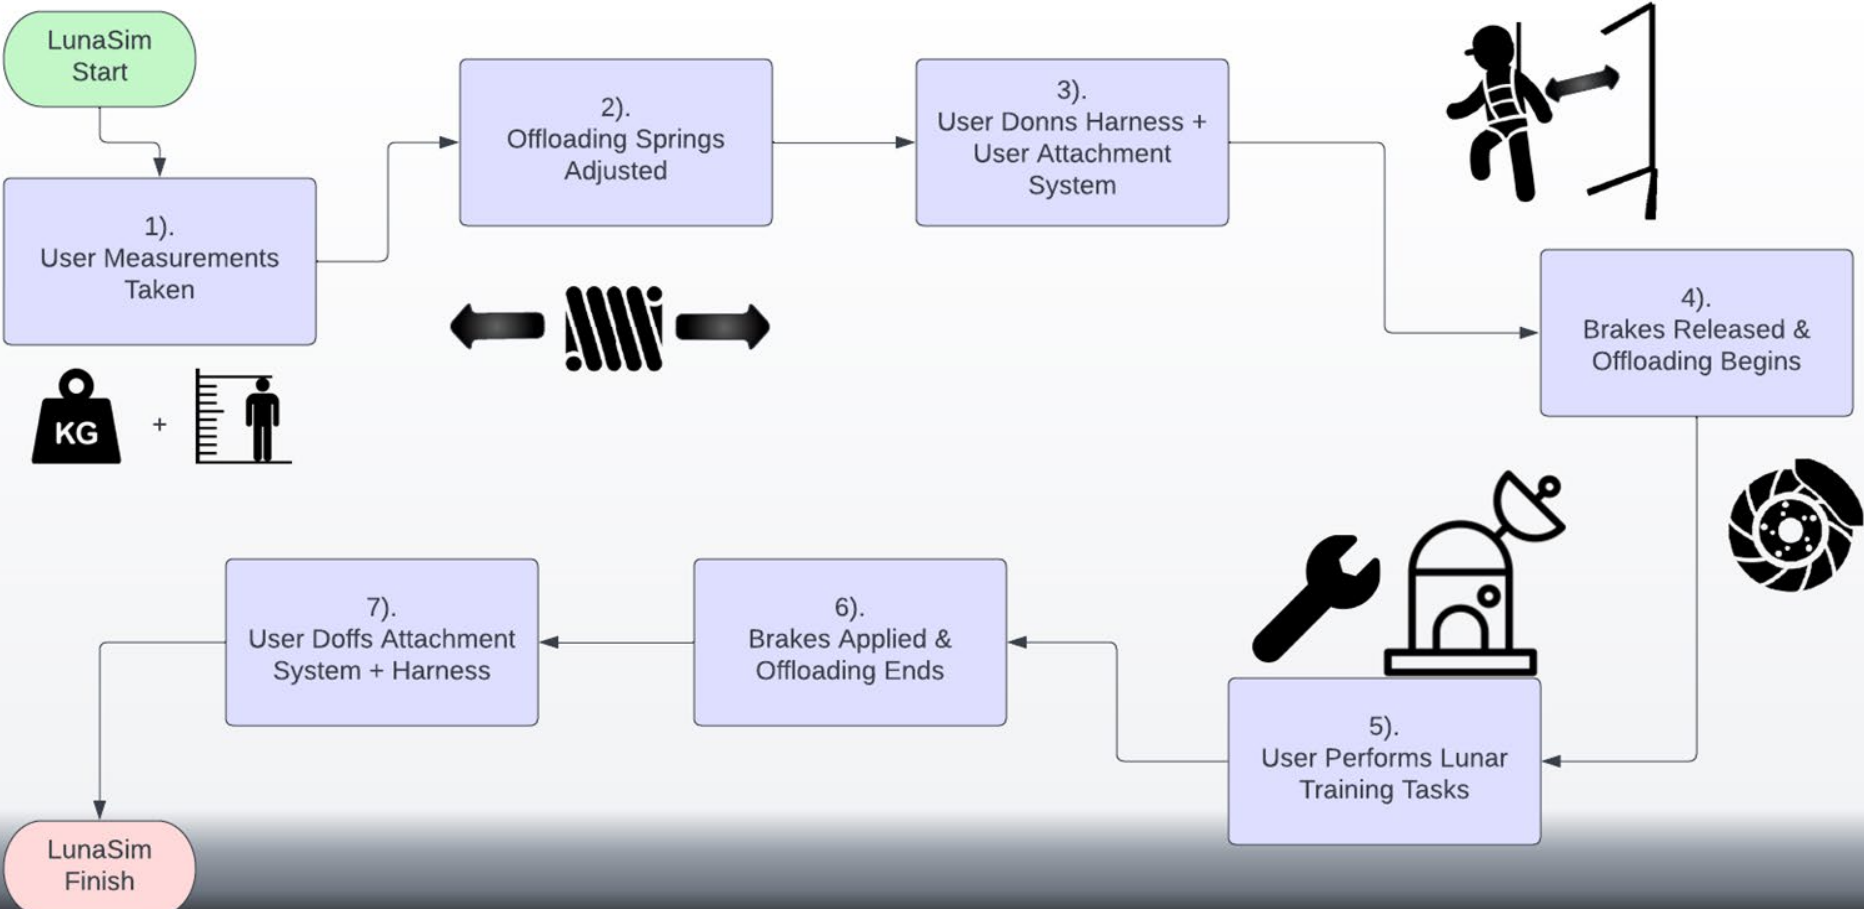 LunaSim
Start
1).
User Measurements
Taken
KG
+
2).
Offloading Springs
Adjusted
3).
User Donns Harness +
User Attachment
System
4).
Brakes Released &
Offloading Begins
5).
User Performs Lunar
Training Tasks
6).
Brakes Applied &
Offloading Ends
7).
User Doffs Attachment
System + Harness
LunaSim
Finish